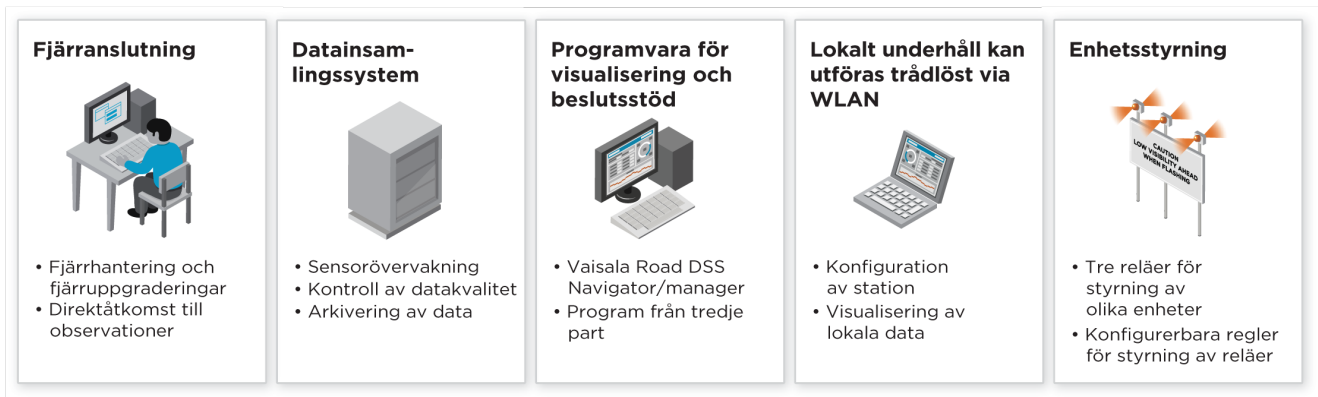 Fjärranslutning
• Fjärrhantering och
fjärruppgraderingar
• Direktåtkomst till
observationer
Datainsam-
lingssystem
• Sensorövervakning
• Kontroll av datakvalitet
• Arkivering av data
Programvara för
visualisering och
beslutsstöd
• Vaisala Road DSS
Navigator/manager
• Program från tredje
part
Lokalt underhåll kan
utföras trådlöst via
WLAN
• Konfiguration
av station
• Visualisering av
lokala data
Enhetsstyrning
CAUTION
LOW VISIBILITY AHEAD
WHEN FLASHING
• Tre reläer för
styrning av
olika enheter
• Konfigurerbara regler
för styrning av reläer